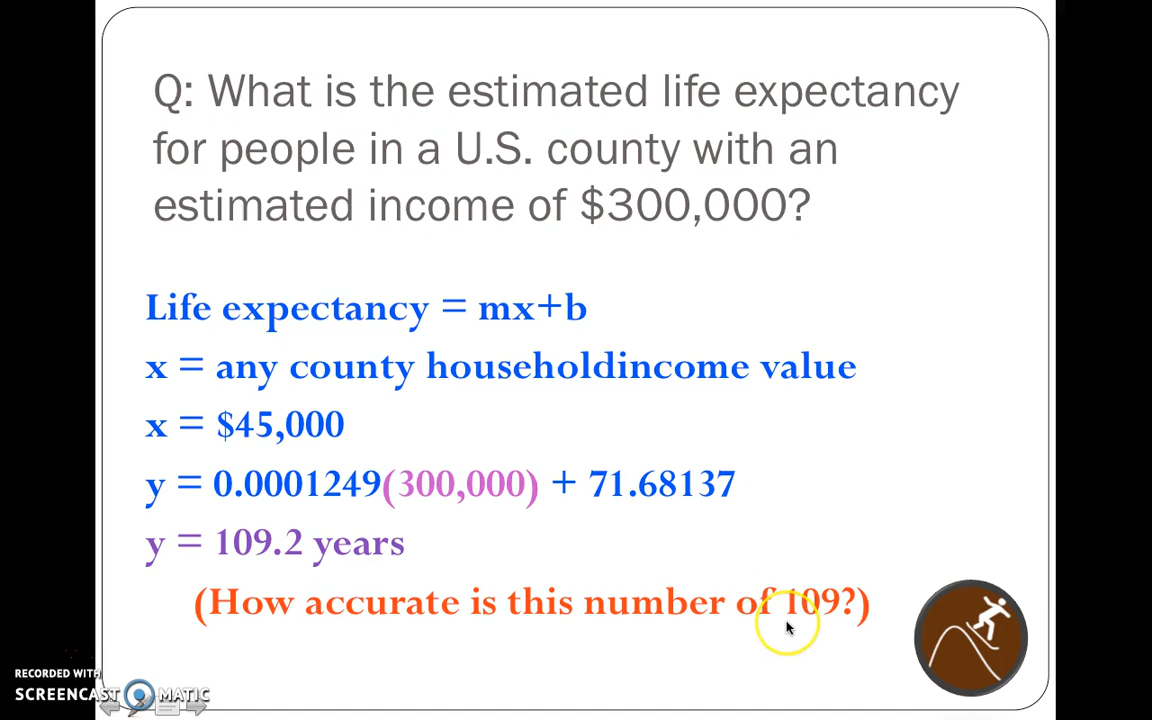 Q: What is the estimated life expectancy
for people in a U.S. county with an
estimated income of $300,000?
Life expectancy = mx+b
x = any county householdincome value
x = $45,000
y = 0.0001249(300,000) + 71.68137
y = 109.2 years
(How accurate is this number of 109?)
RECORDED WITH
SCREENCAST MATIC